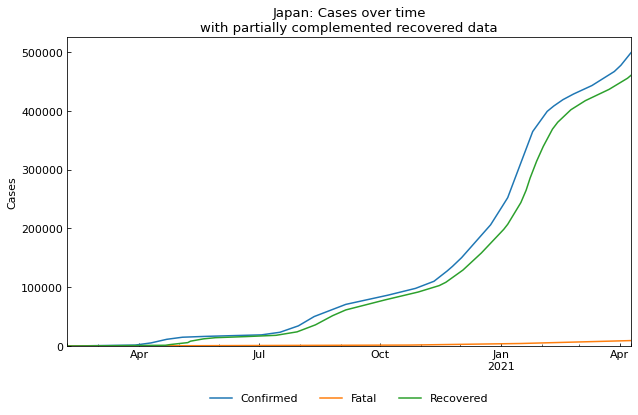 Japan: Cases over time
with partially complemented recovered data
500000
400000
300000
200000
100000
0
Cases
Apr
Jul
Oct
Jan
2021
Apr
Confirmed
Fatal
Recovered